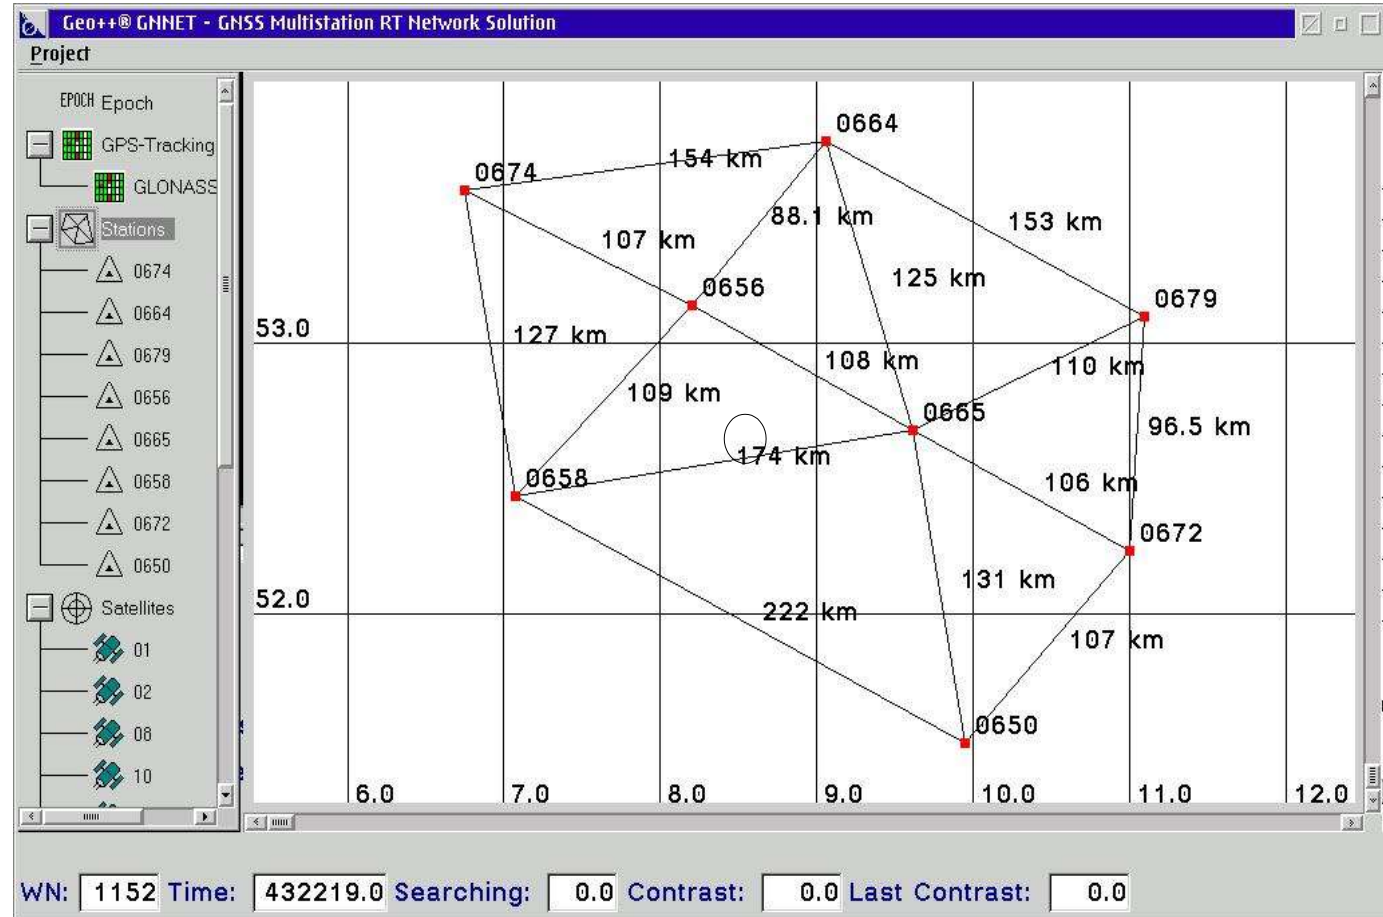 Geo++® GNNET - GNSS Multistation RT Network Solution
Project
EPOCH Epoch
GPS-Tracking
GLONASS
Stations
0674
0664
0679
0656
0665
0658
0672
0650
Satellites
01
02
08
10
0664
154 km
0674
88.1 km
153 km
107 km
125 km
0656
0679
53.0
127 km
108 km
110 km
109 km
0665
96.5 km
174 km
0658
106 km
0672
131 km
52.0
222 km
107 km
0650
6.0 7.0 8.0 9.0 10.0 11.0 12.0
WN: 1152 Time: 432219.0 Searching: 0.0 Contrast: 0.0 Last Contrast: 0.0